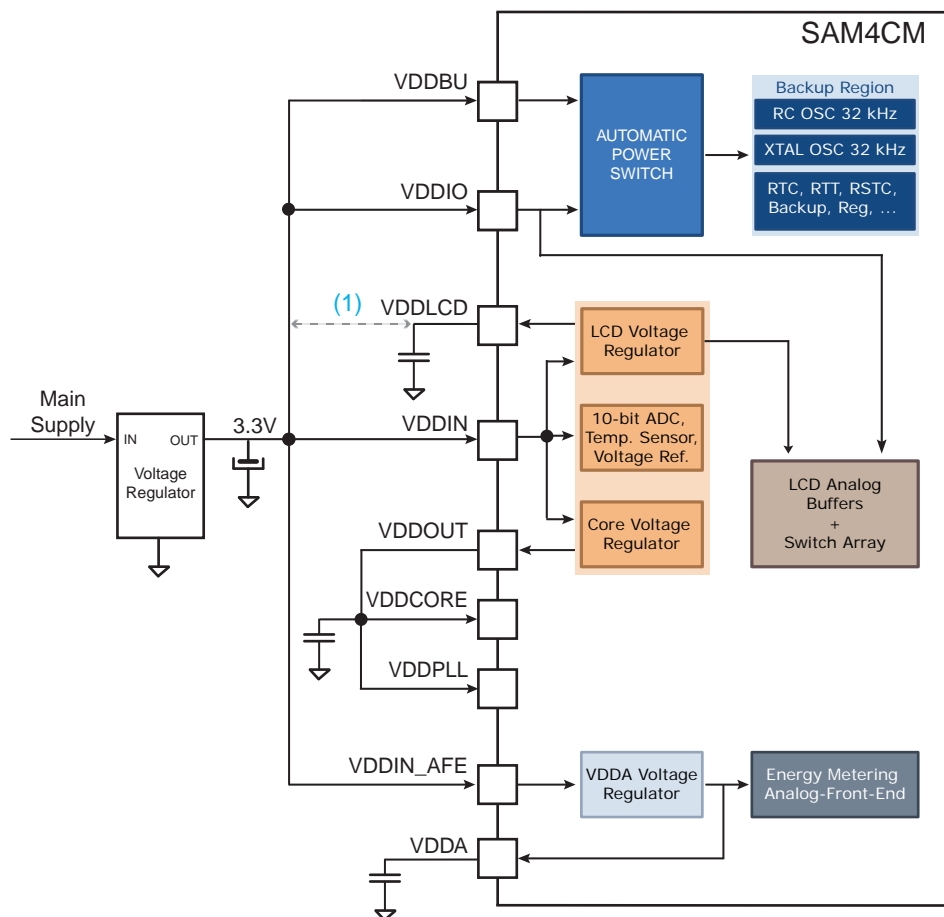 SAM4CM
VDDBU
AUTOMATIC
POWER
SWITCH
Backup Region
RC OSC 32 kHz
XTAL OSC 32 kHz
RTC, RTT, RSTC,
Backup, Reg, ...
VDDIO
(1)
VDDLCD
LCD Voltage
Regulator
Main
Supply
IN
OUT
Voltage
Regulator
3.3V
VDDIN
10-bit ADC,
Temp. Sensor,
Voltage Ref.
LCD Analog
Buffers
+
Switch Array
VDDOUT
Core Voltage
Regulator
VDDCORE
VDDPLL
VDDIN_AFE
VDDA Voltage
Regulator
Energy Metering
Analog-Front-End
VDDA